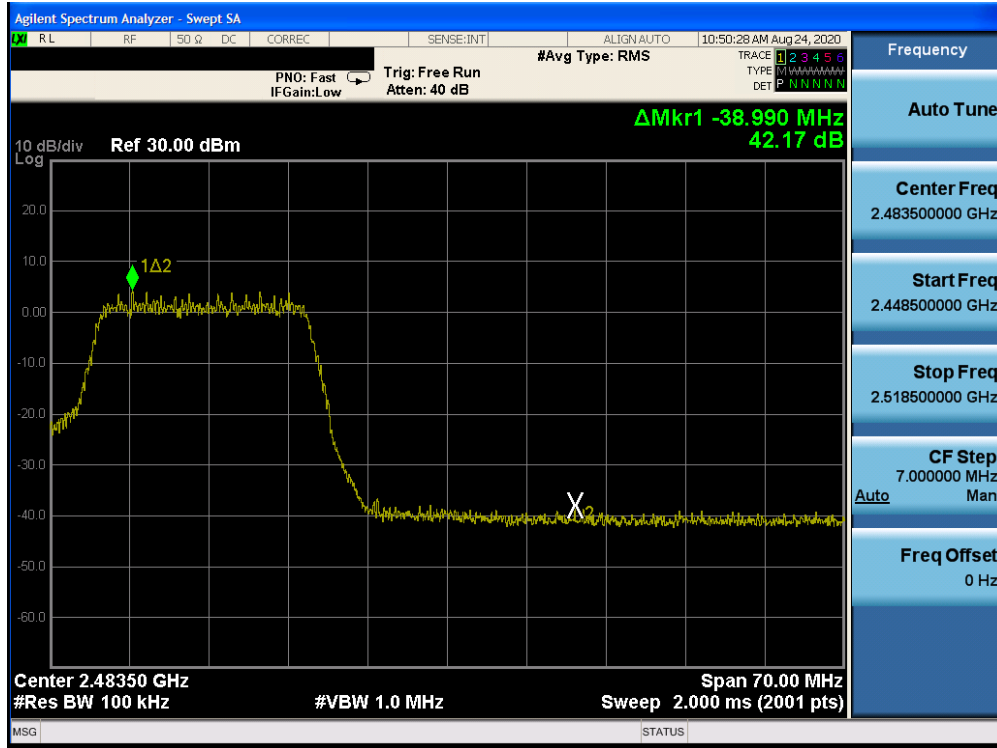 Agilent Spectrum Analyzer - Swept SA
LXI RL RF 50 Ω DC CORREC SENSE:INT ALIGN AUTO 10:50:28 AM Aug 24, 2020
PNO: Fast
IFGain:Low
Trig: Free Run
Atten: 40 dB
#Avg Type: RMS
TRACE 1 2 3 4 5 6
TYPE M WWWWW
DET P N N N N N
ΔMkr1 -38.990 MHz
42.17 dB
10 dB/div
Log
Ref 30.00 dBm
20.0
10.0
0.00
-10.0
-20.0
-30.0
-40.0
-50.0
-60.0
1Δ2
X2
Center 2.48350 GHz
Span 70.00 MHz
#Res BW 100 kHz
#VBW 1.0 MHz
Sweep 2.000 ms (2001 pts)
MSG
STATUS
Frequency
Auto Tune
Center Freq
2.483500000 GHz
Start Freq
2.448500000 GHz
Stop Freq
2.518500000 GHz
CF Step
7.000000 MHz
Auto Man
Freq Offset
0 Hz